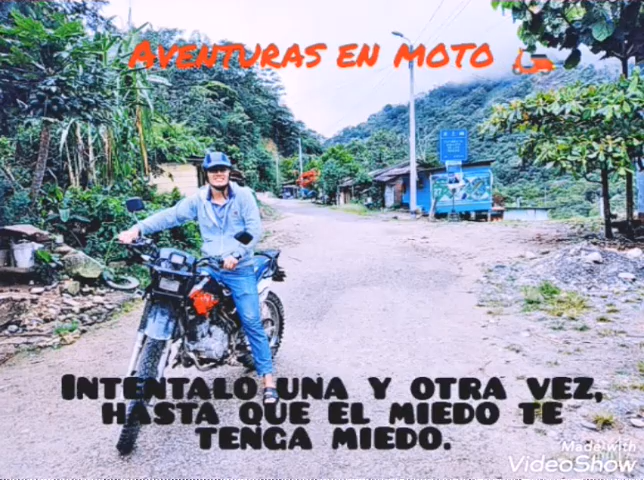 Aventuras en moto
Intentalo una y otra vez,
hasta que el miedo te
tenga miedo.
Made with
VideoShow